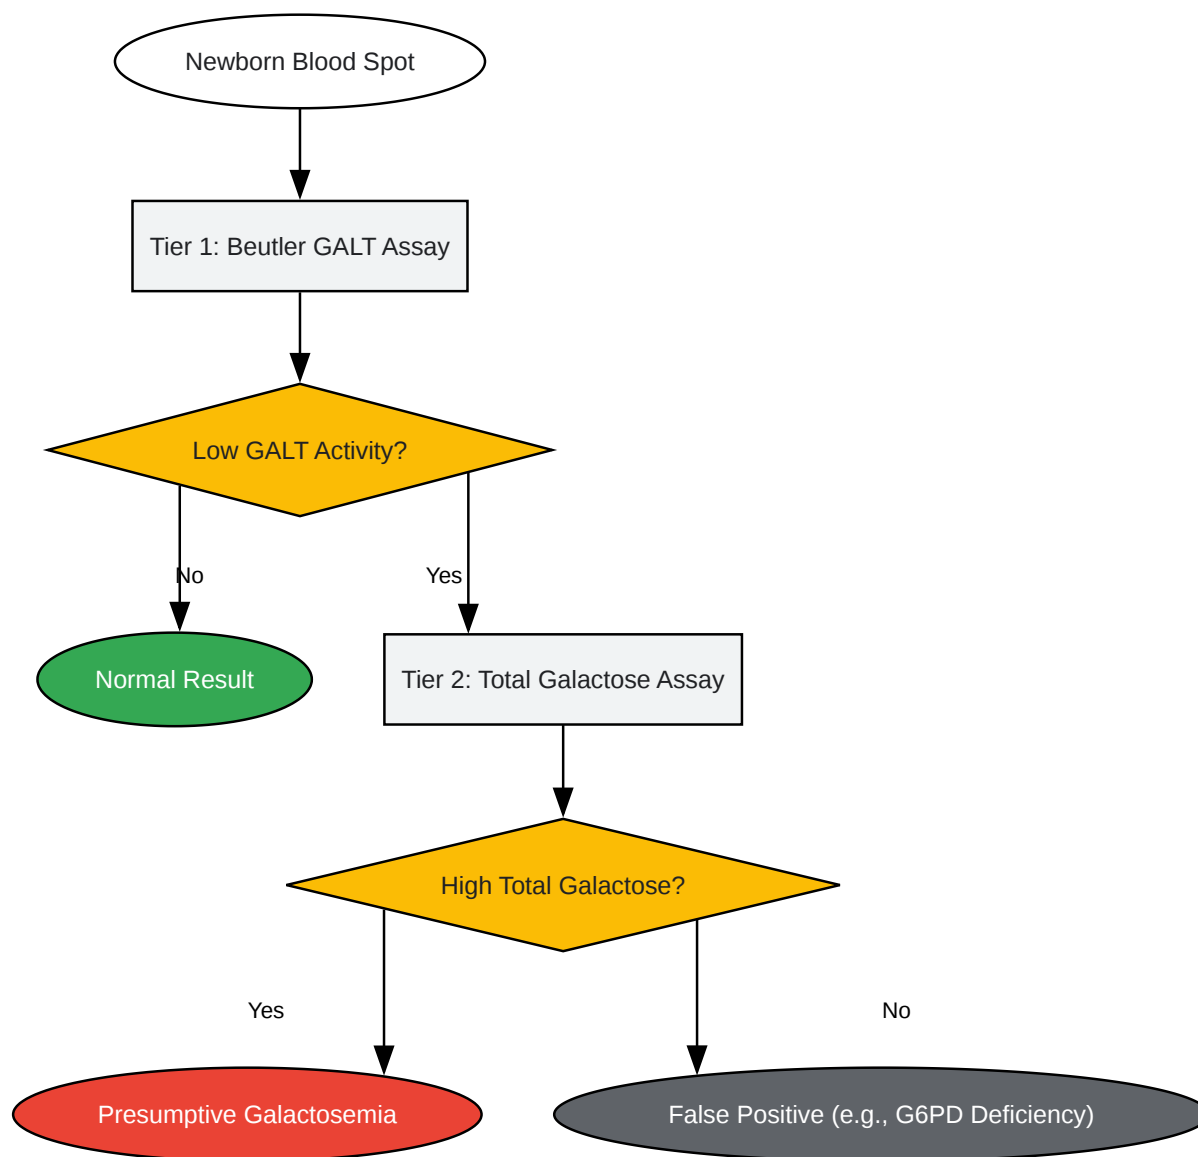 Newborn Blood Spot
Tier 1: Beutler GALT Assay
Low GALT Activity?
No
Yes
Normal Result
Tier 2: Total Galactose Assay
High Total Galactose?
Yes
No
Presumptive Galactosemia
False Positive (e.g., G6PD Deficiency)